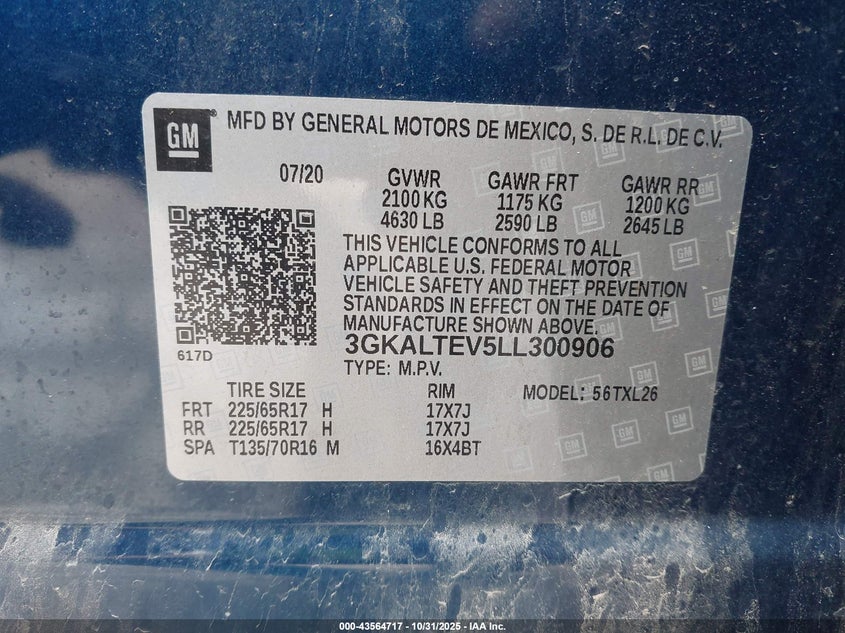 GM
MFD BY GENERAL MOTORS DE MEXICO, S. DE R.L. DE C.V.
07/20 GVWR GAWR FRT GAWR RR
2100 KG 1175 KG 1200 KG
4630 LB 2590 LB 2645 LB
THIS VEHICLE CONFORMS TO ALL
APPLICABLE U.S. FEDERAL MOTOR
VEHICLE SAFETY AND THEFT PREVENTION
STANDARDS IN EFFECT ON THE DATE OF
MANUFACTURE SHOWN ABOVE.
617D
3GKALTEV5LL300906
TYPE: M.P.V.
TIRE SIZE RIM MODEL: 56TXL26
FRT 225/65R17 H 17X7J
RR 225/65R17 H 17X7J
SPA T135/70R16 M 16X4BT
000-43564717 - 10/31/2025 - IAA Inc.